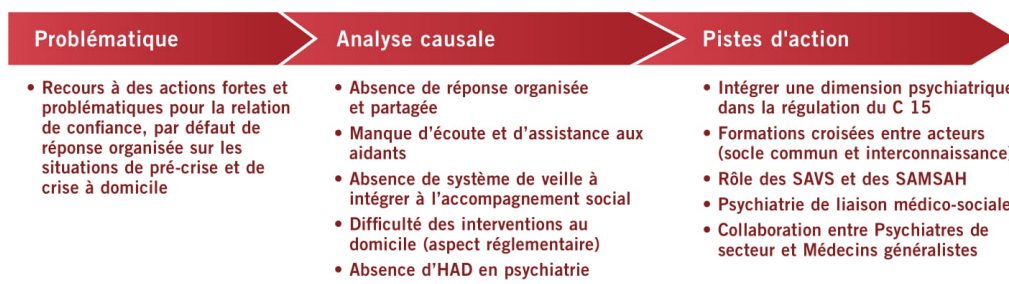 Problématique
Analyse causale
Pistes d'action
• Recours à des actions fortes et
problématiques pour la relation
de confiance, par défaut de
réponse organisée sur les
situations de pré-crise et de
crise à domicile
• Absence de réponse organisée
et partagée
• Manque d'écoute et d'assistance aux
aidants
• Absence de système de veille à
intégrer à l'accompagnement social
• Difficulté des interventions au
domicile (aspect réglementaire)
• Absence d'HAD en psychiatrie
• Intégrer une dimension psychiatrique
dans la régulation du C 15
• Formations croisées entre acteurs
(socle commun et interconnaissance)
• Rôle des SAVS et des SAMSAH
• Psychiatrie de liaison médico-sociale
• Collaboration entre Psychiatres de
secteur et Médecins généralistes